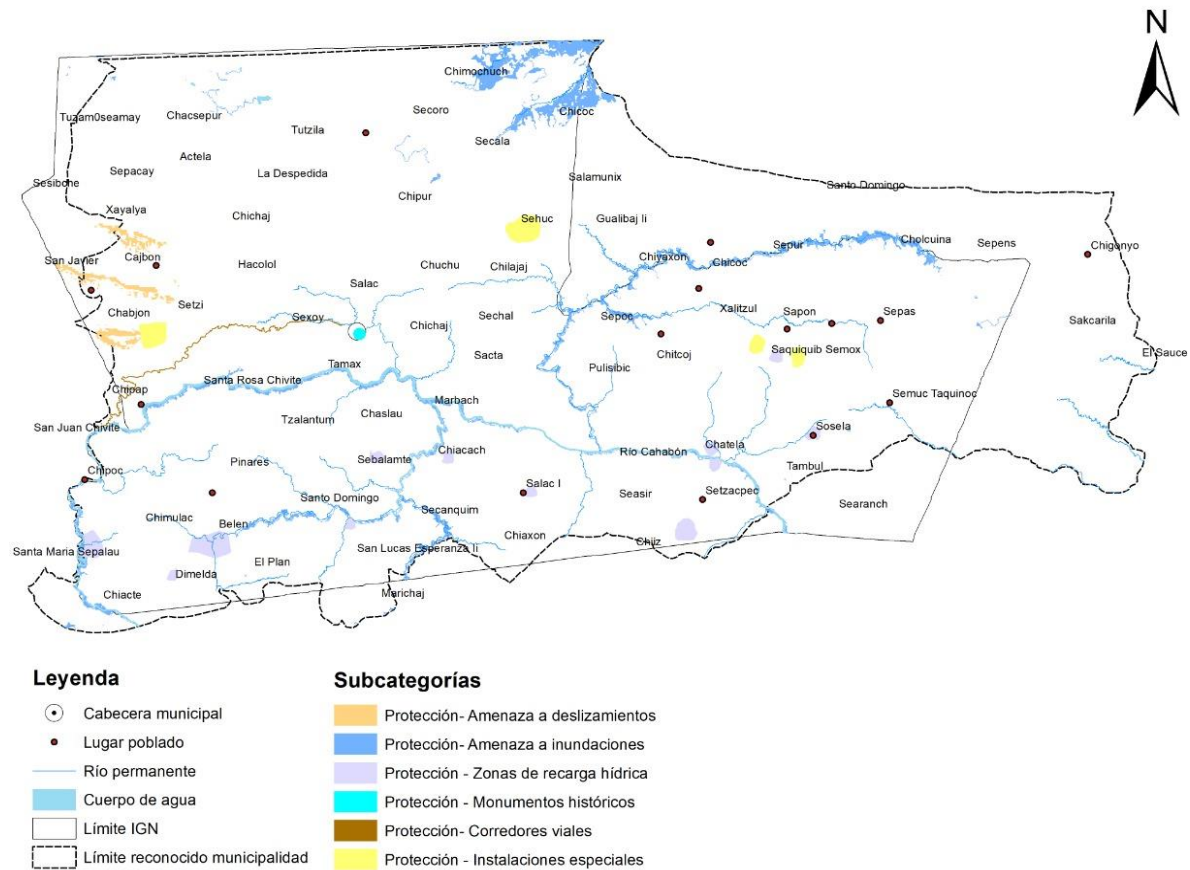 N
Chimochuch
Tuzam0seamay
Chacsepur
Secoro
Chicoc
Tutzila
Secala
Actela
Sepacay
La Despedida
Salamunix
Sesibone
Santo Domingo
Chipur
Xayalya
Chichaj
Sehuc
Gualibaj Ii
Cholcuina
Sepur
Sepens
Chiganyo
Cajbon
San Javier
Hacolol
Chuchu
Chilajaj
Chiyaxon
Chicoc
Salac
Setzi
Chabjon
Sexoy
Chichaj
Sechal
Sepoc
Xalitzul
Sapon
Sepas
Sakcarila
Saquiquib Semox
El Sauce
Sacta
Chitcoj
Tamax
Pulisibic
Santa Rosa Chivite
Chipap
Marbach
Semuc Taquinoc
Tzalantum
Chaslau
San Juan Chivite
Sosela
Chiacach
Río Cahabón
Chatela
Pinares
Sebalamte
Tambul
Chipoc
Salac I
Seasir
Setzacpec
Santo Domingo
Searanch
Secanquim
Chimulac
Belen
Chiaxon
Chiiz
Santa Maria Sepalau
San Lucas Esperanza Ii
El Plan
Dimelda
Chiacte
Marichaj
Leyenda
Cabecera municipal
Lugar poblado
Río permanente
Cuerpo de agua
Límite IGN
Límite reconocido municipalidad
Subcategorías
Protección- Amenaza a deslizamientos
Protección- Amenaza a inundaciones
Protección - Zonas de recarga hídrica
Protección - Monumentos históricos
Protección- Corredores viales
Protección - Instalaciones especiales